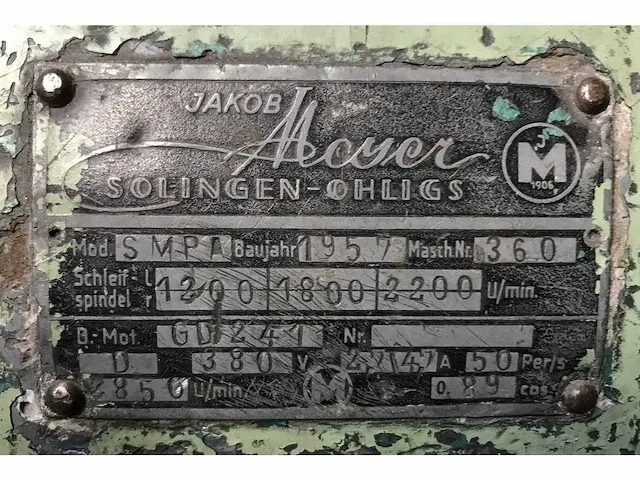 JAKOB Meyer
SOLINGEN-OHLIGS
J M 1906
Mod. SMPA Baujahr 1957 Masch.Nr. 360
Schleif- l
spindel r 1200 1800 2200 U/min.
B.-Mot. GD 241 Nr.
D 380 V A 50 Per/s
2850 U/min M 0.89 cos